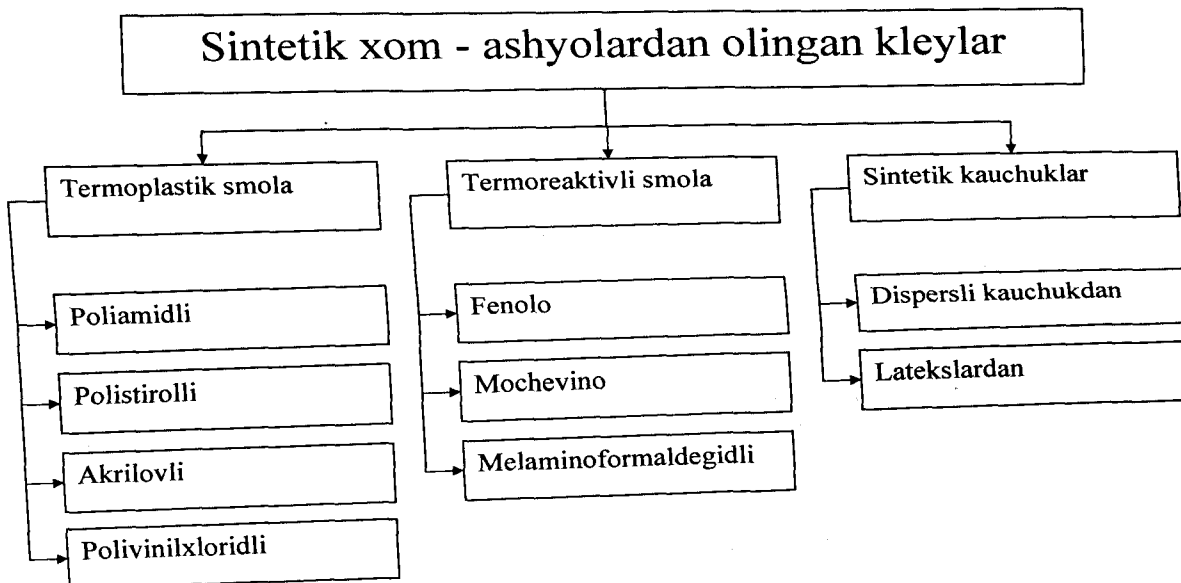 Sintetik xom - ashyolardan olingan kleylar
Termoplastik smola
Poliamidli
Polistirolli
Akrilovli
Polivinilxloridli
Termoreaktivli smola
Fenolo
Mochevino
Melaminoformaldegidli
Sintetik kauchuklar
Dispersli kauchukdan
Latekslardan